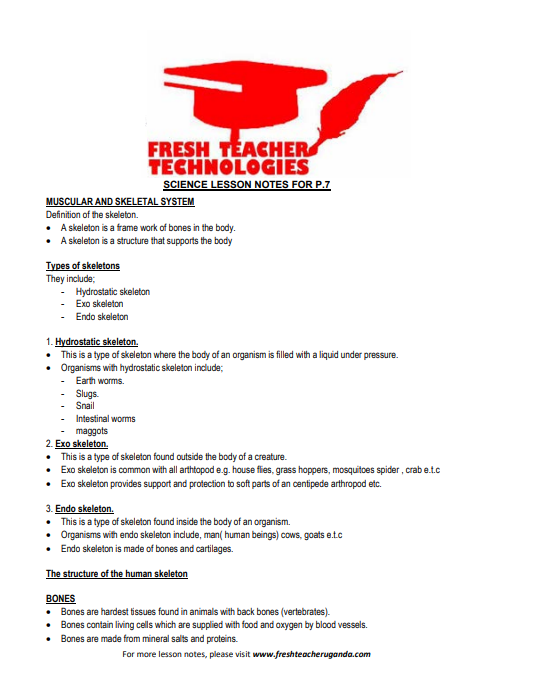 FRESH TEACHER
TECHNOLOGIES
SCIENCE LESSON NOTES FOR P.7
MUSCULAR AND SKELETAL SYSTEM
Definition of the skeleton.
• A skeleton is a frame work of bones in the body.
• A skeleton is a structure that supports the body
Types of skeletons
They include;
- Hydrostatic skeleton
- Exo skeleton
- Endo skeleton
1. Hydrostatic skeleton.
• This is a type of skeleton where the body of an organism is filled with a liquid under pressure.
• Organisms with hydrostatic skeleton include;
- Earth worms.
- Slugs.
- Snail
- Intestinal worms
- maggots
2. Exo skeleton.
• This is a type of skeleton found outside the body of a creature.
• Exo skeleton is common with all arthtopod e.g. house flies, grass hoppers, mosquitoes spider , crab e.t.c
• Exo skeleton provides support and protection to soft parts of an centipede arthropod etc.
3. Endo skeleton.
• This is a type of skeleton found inside the body of an organism.
• Organisms with endo skeleton include, man( human beings) cows, goats e.t.c
• Endo skeleton is made of bones and cartilages.
The structure of the human skeleton
BONES
• Bones are hardest tissues found in animals with back bones (vertebrates).
• Bones contain living cells which are supplied with food and oxygen by blood vessels.
• Bones are made from mineral salts and proteins.
For more lesson notes, please visit www.freshteacheruganda.com